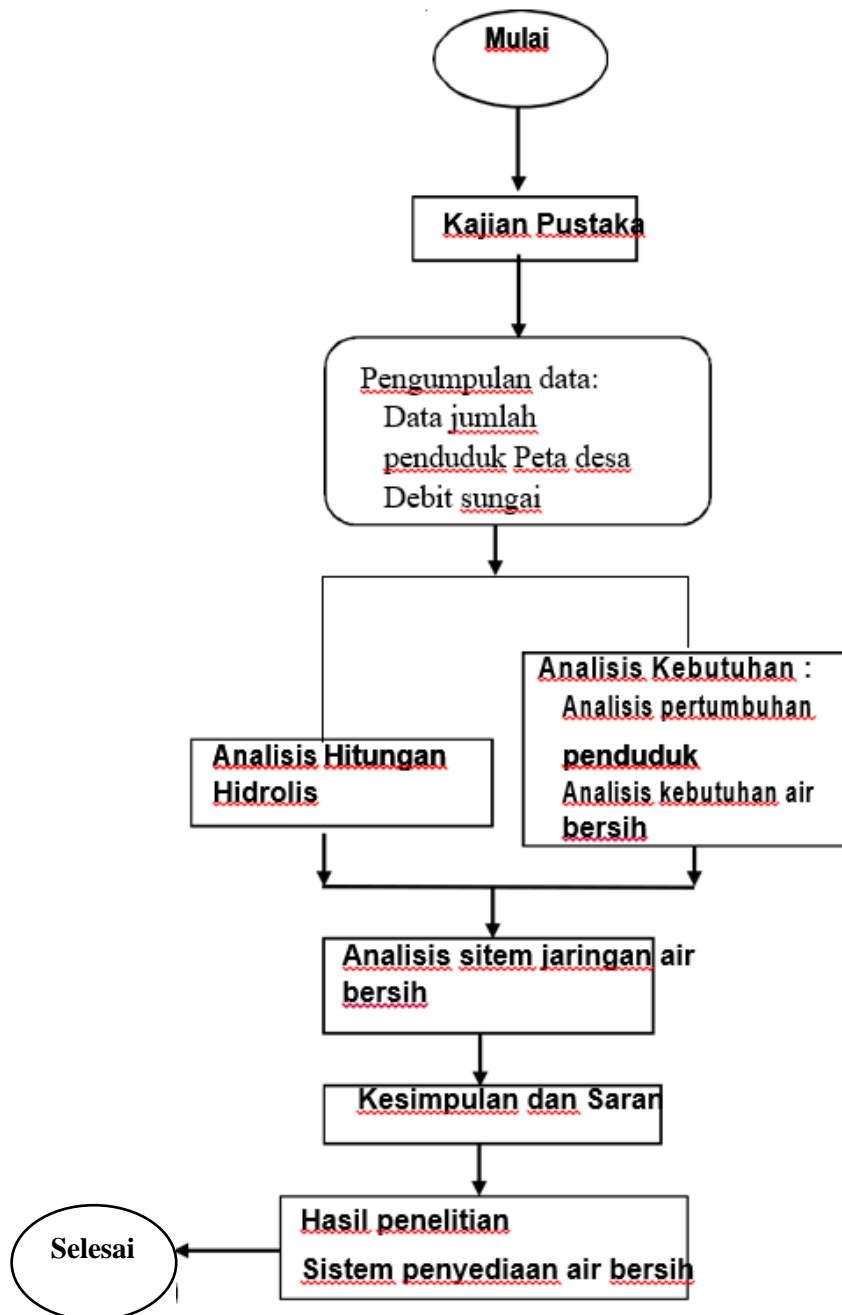 Mulai
Kajian Pustaka
Pengumpulan data:
Data jumlah
penduduk Peta desa
Debit sungai
Analisis Kebutuhan :
Analisis pertumbuhan
penduduk
Analisis kebutuhan air
bersih
Analisis Hitungan
Hidrolis
Analisis sitem jaringan air
bersih
Kesimpulan dan Saran
Hasil penelitian
Sistem penyediaan air bersih
Selesai